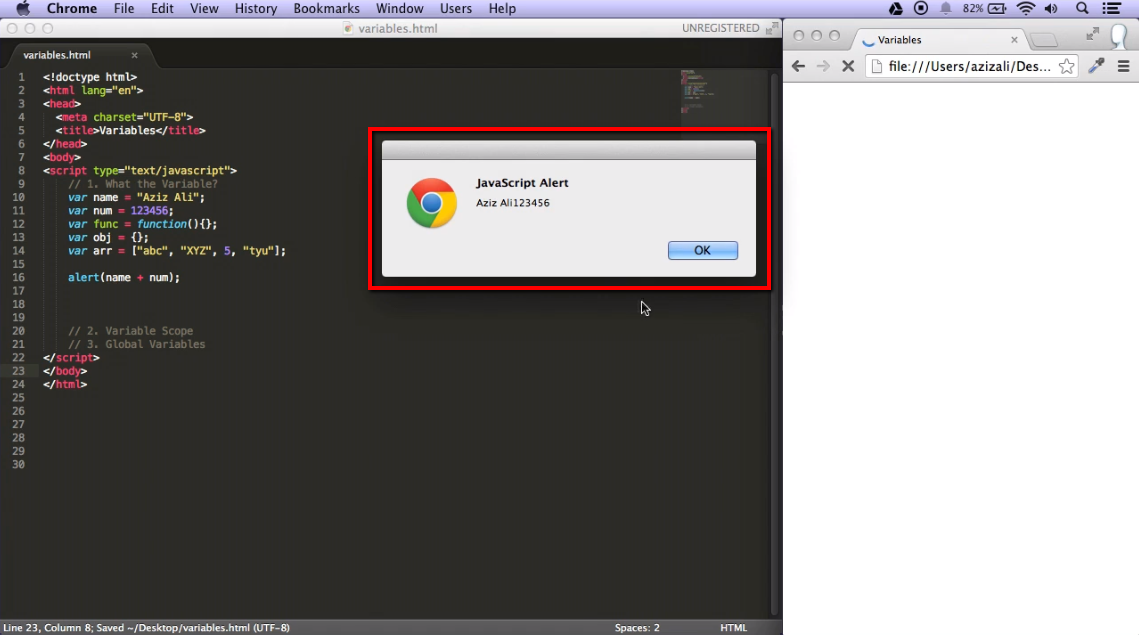 Chrome File Edit View History Bookmarks Window Users Help 82%
variables.html UNREGISTERED
variables.html ×
1 <!doctype html>
2 <html lang="en">
3 <head>
4 <meta charset="UTF-8">
5 <title>Variables</title>
6 </head>
7 <body>
8 <script type="text/javascript">
9 // 1. What the Variable?
10 var name = "Aziz Ali";
11 var num = 123456;
12 var func = function(){};
13 var obj = {};
14 var arr = ["abc", "XYZ", 5, "tyu"];
15
16 alert(name + num);
17
18
19
20 // 2. Variable Scope
21 // 3. Global Variables
22 </script>
23 </body>
24 </html>
25
26
27
28
29
30
Line 23, Column 8; Saved ~/Desktop/variables.html (UTF-8) Spaces: 2 HTML
JavaScript Alert
Aziz Ali123456
OK
Variables ×
file:///Users/azizali/Des...